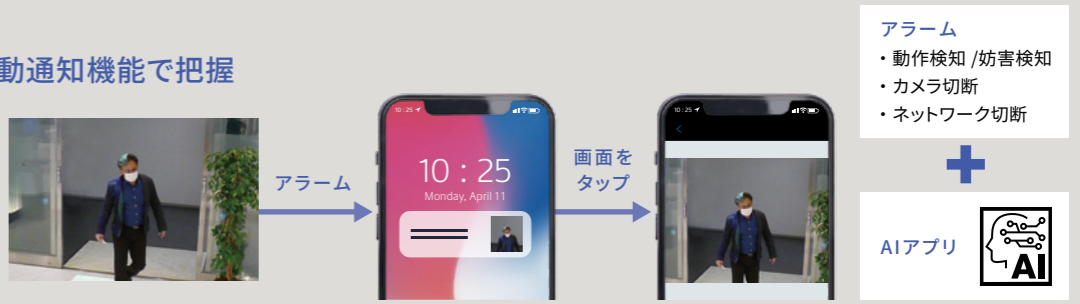 動通知機能で把握
アラーム
10:25
10 : 25
Monday, April 11
画面を
タップ
10:25
アラーム
・動作検知 /妨害検知
・カメラ切断
・ネットワーク切断
AIアプリ
AI